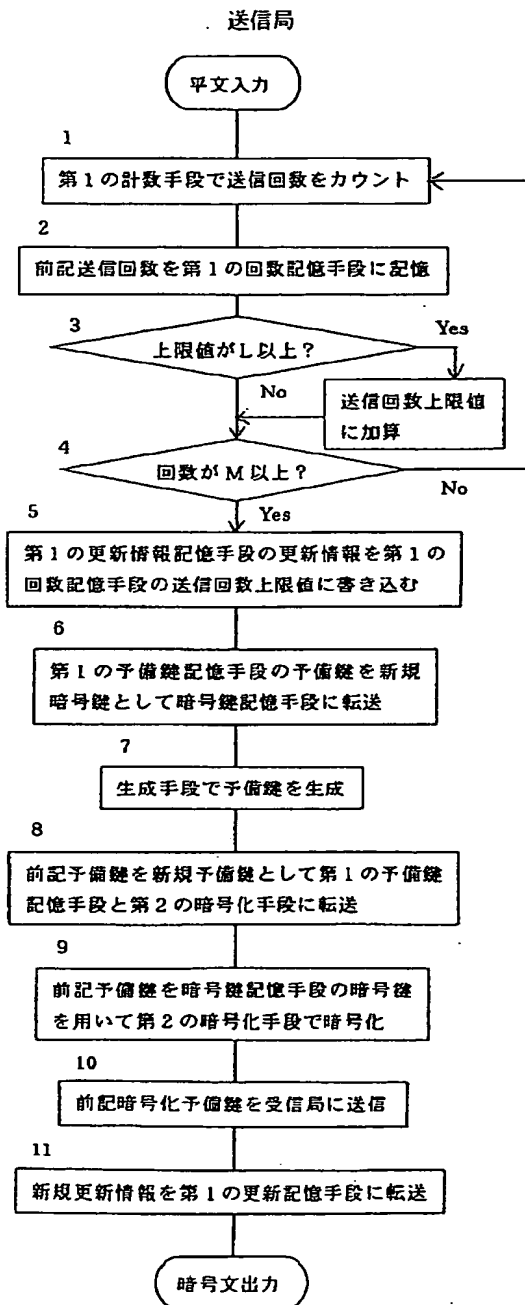 送信局
平文入力
1
第1の計数手段で送信回数をカウント
2
前記送信回数を第1の回数記憶手段に記憶
3
上限値がL以上?
Yes
No
送信回数上限値
に加算
4
回数がM以上?
No
Yes
5
第1の更新情報記憶手段の更新情報を第1の
回数記憶手段の送信回数上限値に書き込む
6
第1の予備鍵記憶手段の予備鍵を新規
暗号鍵として暗号鍵記憶手段に転送
7
生成手段で予備鍵を生成
8
前記予備鍵を新規予備鍵として第1の予備鍵
記憶手段と第2の暗号化手段に転送
9
前記予備鍵を暗号鍵記憶手段の暗号鍵
を用いて第2の暗号化手段で暗号化
10
前記暗号化予備鍵を受信局に送信
11
新規更新情報を第1の更新記憶手段に転送
暗号文出力